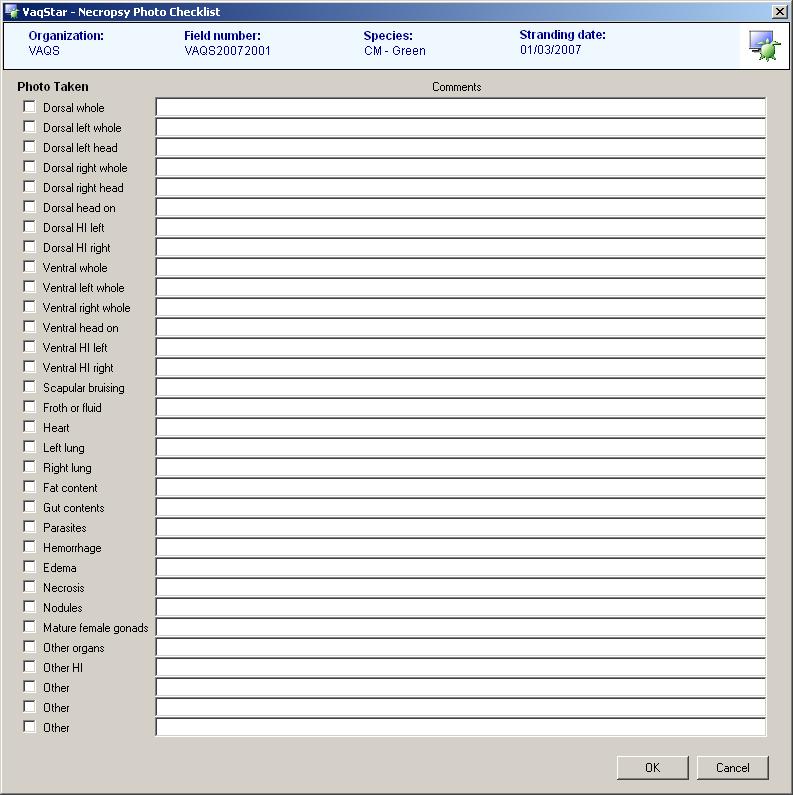 VaqStar - Necropsy Photo Checklist
Organization: Field number: Species: Stranding date:
VAQS VAQS20072001 CM - Green 01/03/2007
Photo Taken Comments
Dorsal whole
Dorsal left whole
Dorsal left head
Dorsal right whole
Dorsal right head
Dorsal head on
Dorsal HI left
Dorsal HI right
Ventral whole
Ventral left whole
Ventral right whole
Ventral head on
Ventral HI left
Ventral HI right
Scapular bruising
Froth or fluid
Heart
Left lung
Right lung
Fat content
Gut contents
Parasites
Hemorrhage
Edema
Necrosis
Nodules
Mature female gonads
Other organs
Other HI
Other
Other
Other
OK Cancel